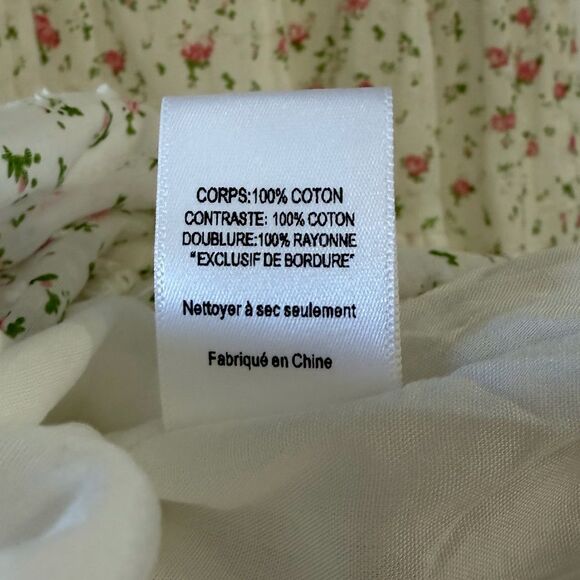 CORPS:100% COTON
CONTRASTE: 100% COTON
DOUBLURE:100% RAYONNE
"EXCLUSIF DE BORDURE"
Nettoyer à sec seulement
Fabriqué en Chine